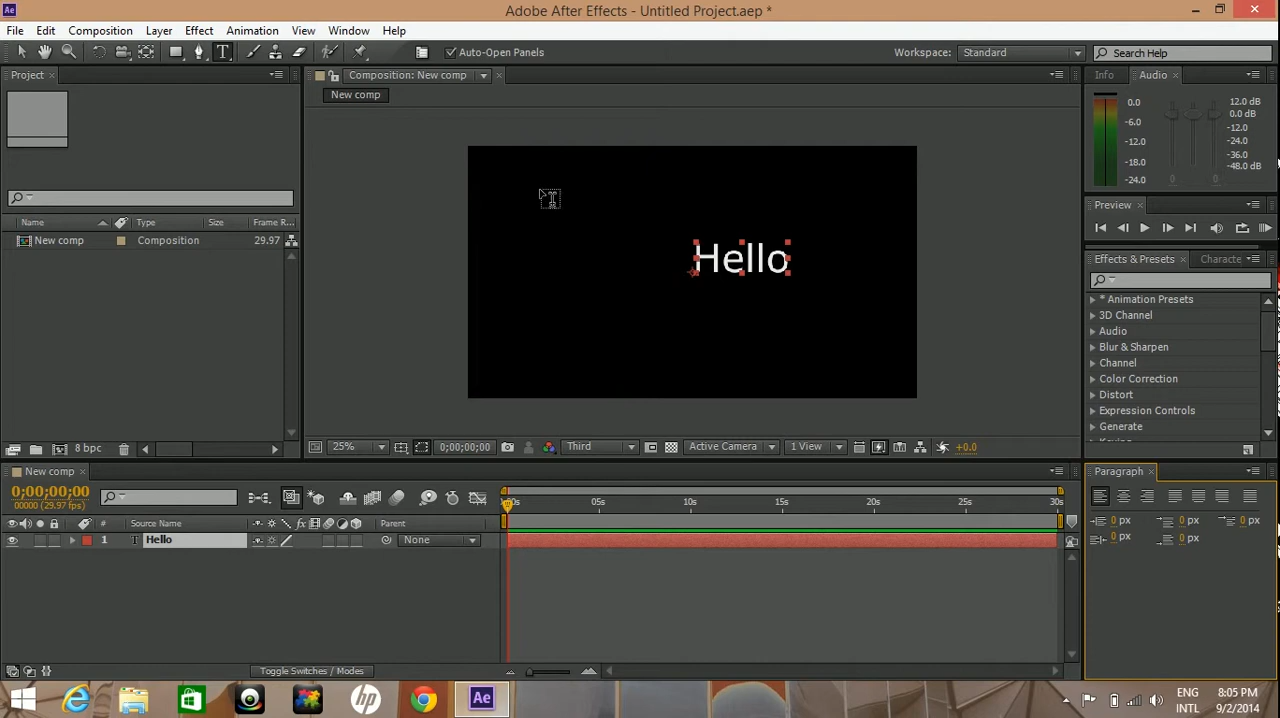 Ae Adobe After Effects - Untitled Project.aep *
File Edit Composition Layer Effect Animation View Window Help
T Auto-Open Panels Workspace: Standard Search Help
Project Composition: New comp Info Audio
New comp
0.0 12.0 dB
0.0 dB
-6.0 -12.0
-12.0 -24.0
-18.0 -36.0
-24.0 -48.0 dB
0 0
Preview
Name Type Size Frame R...
New comp Composition 29.97
Hello
Effects & Presets Characte
* Animation Presets
3D Channel
Audio
Blur & Sharpen
Channel
Color Correction
Distort
Expression Controls
Generate
8 bpc 25% 0;00;00;00 Third Active Camera 1 View +0.0
New comp Paragraph
0;00;00;00
00000 (29.97 fps)
05s 10s 15s 20s 25s 30s
# Source Name Parent
1 T Hello None
0 px 0 px 0 px
0 px 0 px
Toggle Switches / Modes
hp Ae ENG 8:05 PM
INTL 9/2/2014